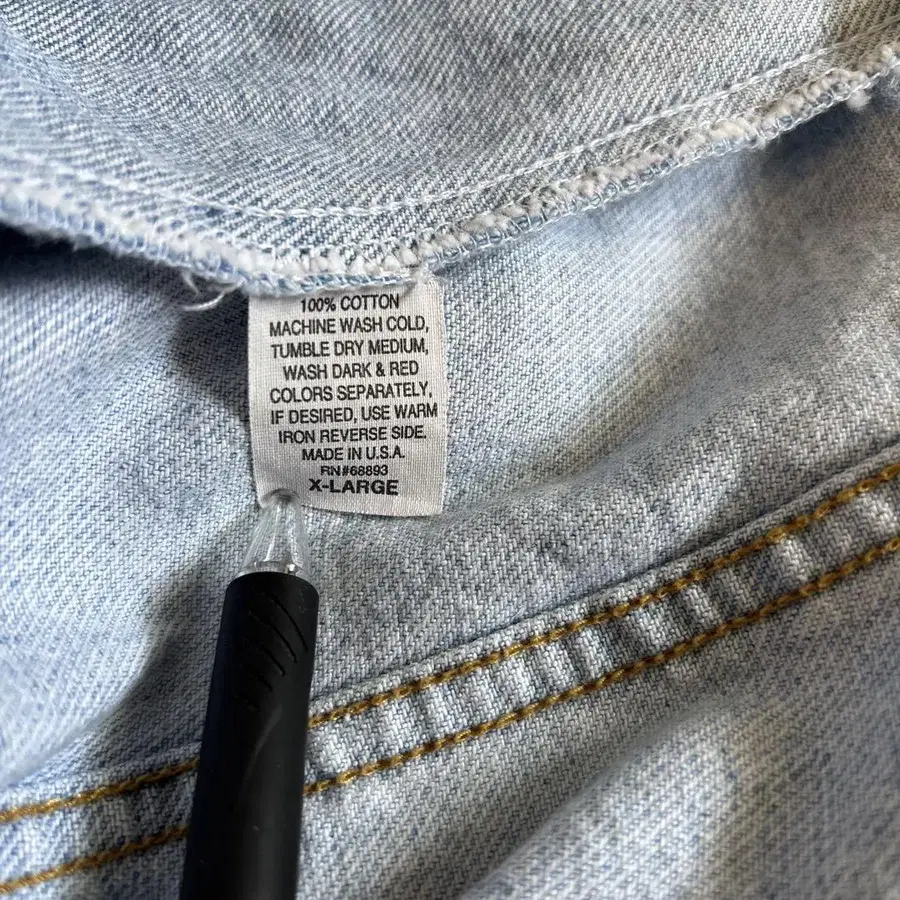 100% COTTON
MACHINE WASH COLD,
TUMBLE DRY MEDIUM,
WASH DARK & RED
COLORS SEPARATELY,
IF DESIRED, USE WARM
IRON REVERSE SIDE.
MADE IN U.S.A.
RN#68893
X-LARGE